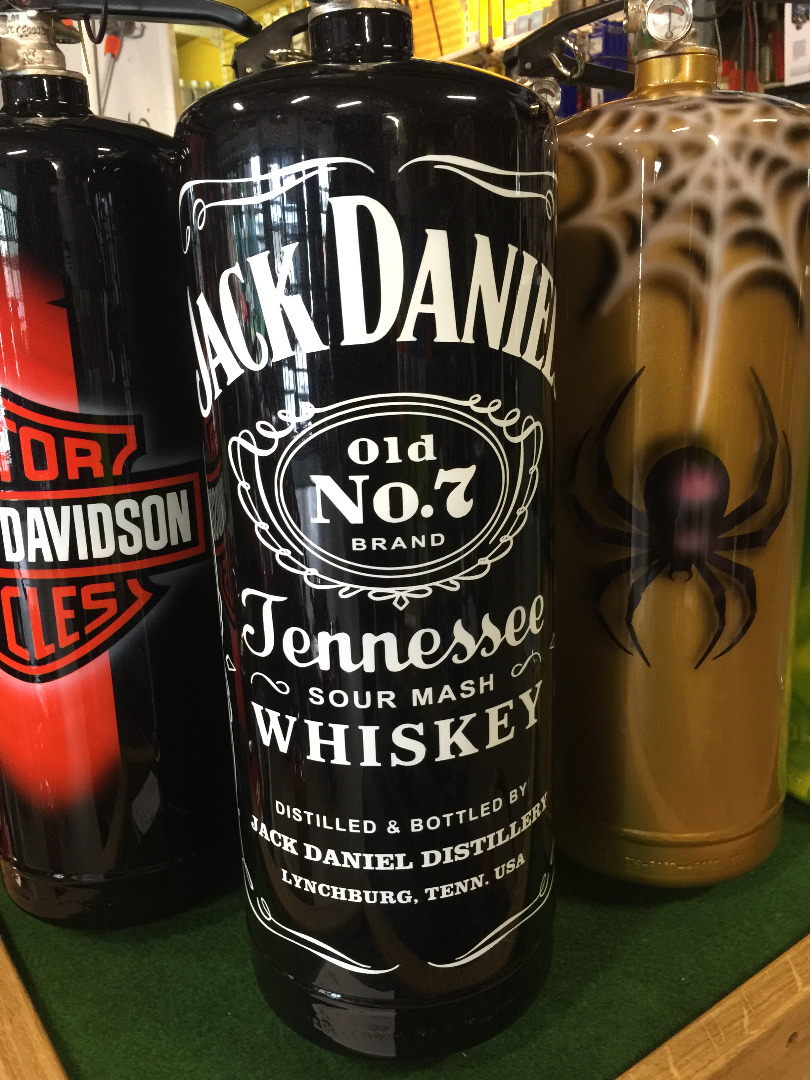 JACK DANIEL
Old
No.7
BRAND
Tennessee
SOUR MASH
WHISKEY
DISTILLED & BOTTLED BY
JACK DANIEL DISTILLERY
LYNCHBURG, TENN. USA
TOR
DAVIDSON
CLES